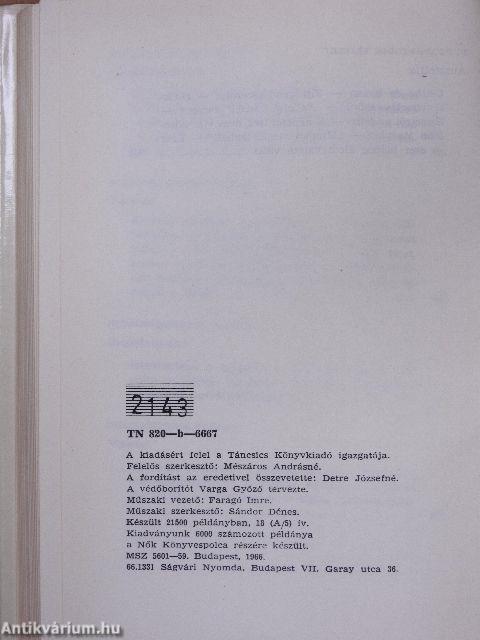 2143
TN 820—b—6667
A kiadásért felel a Táncsics Könyvkiadó igazgatója.
Felelős szerkesztő: Mészáros Andrásné.
A fordítást az eredetivel összevetette: Detre Józsefné.
A védőborítót Varga Győző tervezte.
Műszaki vezető: Faragó Imre.
Műszaki szerkesztő: Sándor Dénes.
Készült 21500 példányban, 18 (A/5) ív.
Kiadványunk 6000 számozott példánya
a Nők Könyvespolca részére készült.
MSZ 5601—59. Budapest, 1966.
66.1331 Ságvári Nyomda, Budapest VII. Garay utca 36.
Antikvárium.hu